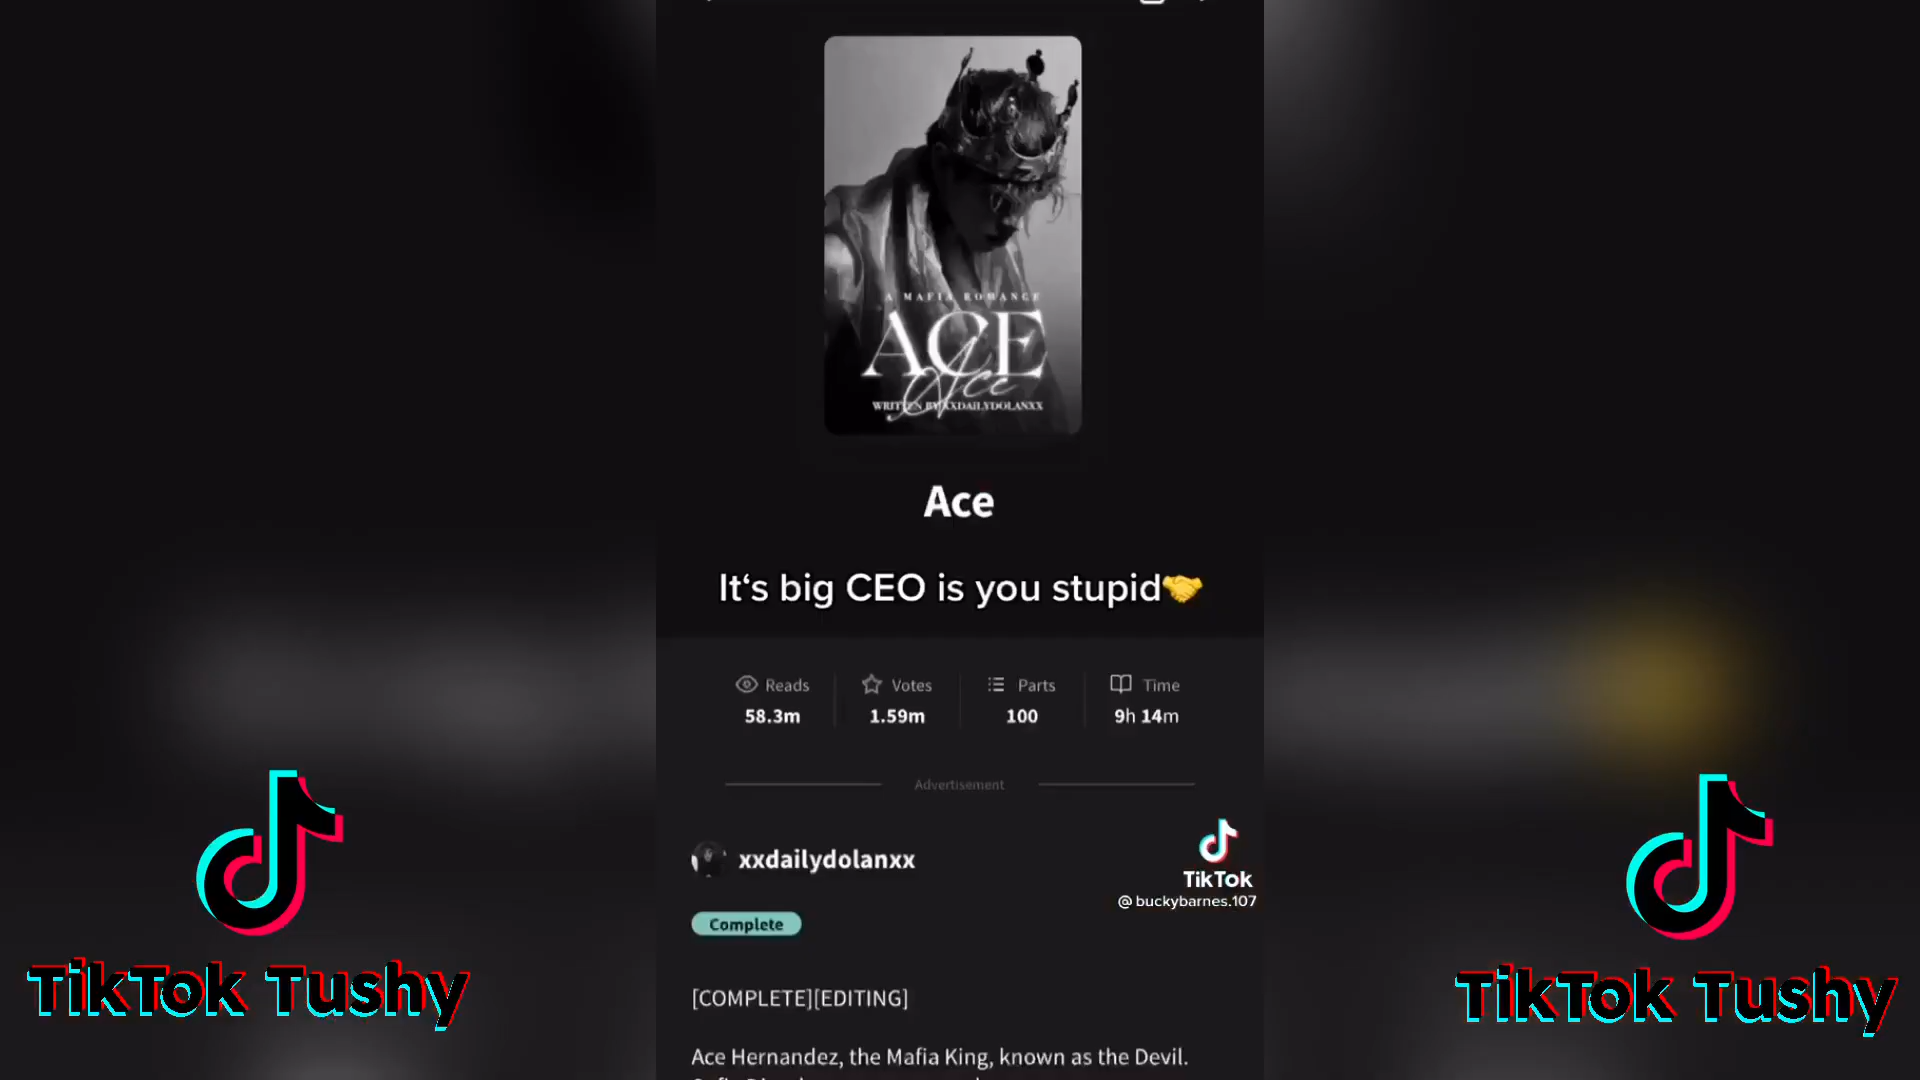 A MAFIA ROMANCE
ACE
Ace
WRITTEN BY XXDAILYDOLANXX
Ace
It‘s big CEO is you stupid🤝
Reads
Votes
Parts
Time
58.3m
1.59m
100
9h 14m
Advertisement
xxdailydolanxx
TikTok
@ buckybarnes.107
Complete
TikTok Tushy
TikTok Tushy
[COMPLETE][EDITING]
Ace Hernandez, the Mafia King, known as the Devil.